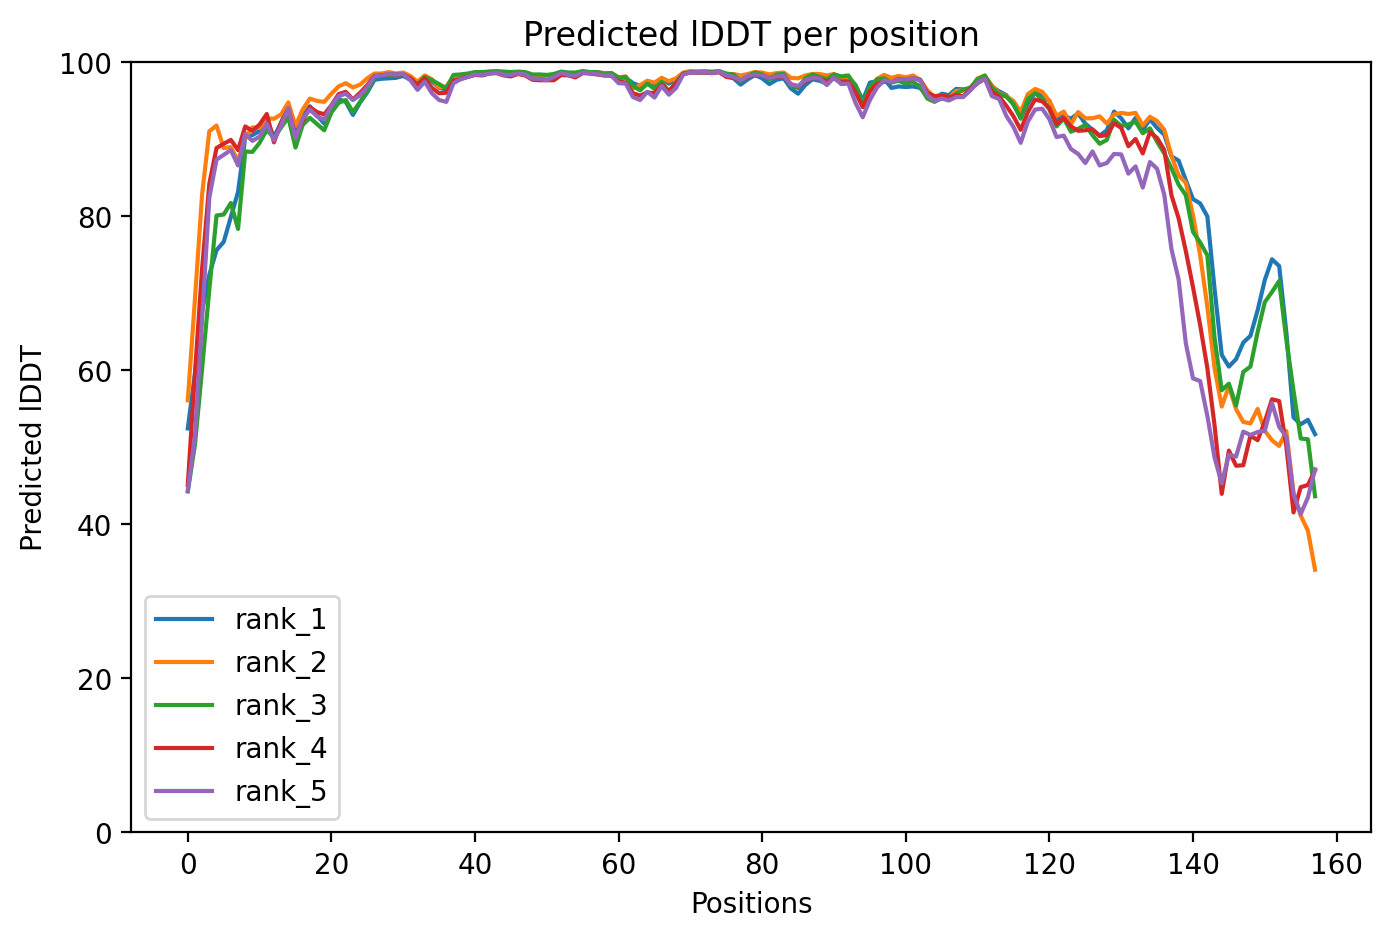 Predicted lDDT per position
Predicted lDDT
100
80
60
40
20
0
rank_1
rank_2
rank_3
rank_4
rank_5
0 20 40 60 80 100 120 140 160
Positions